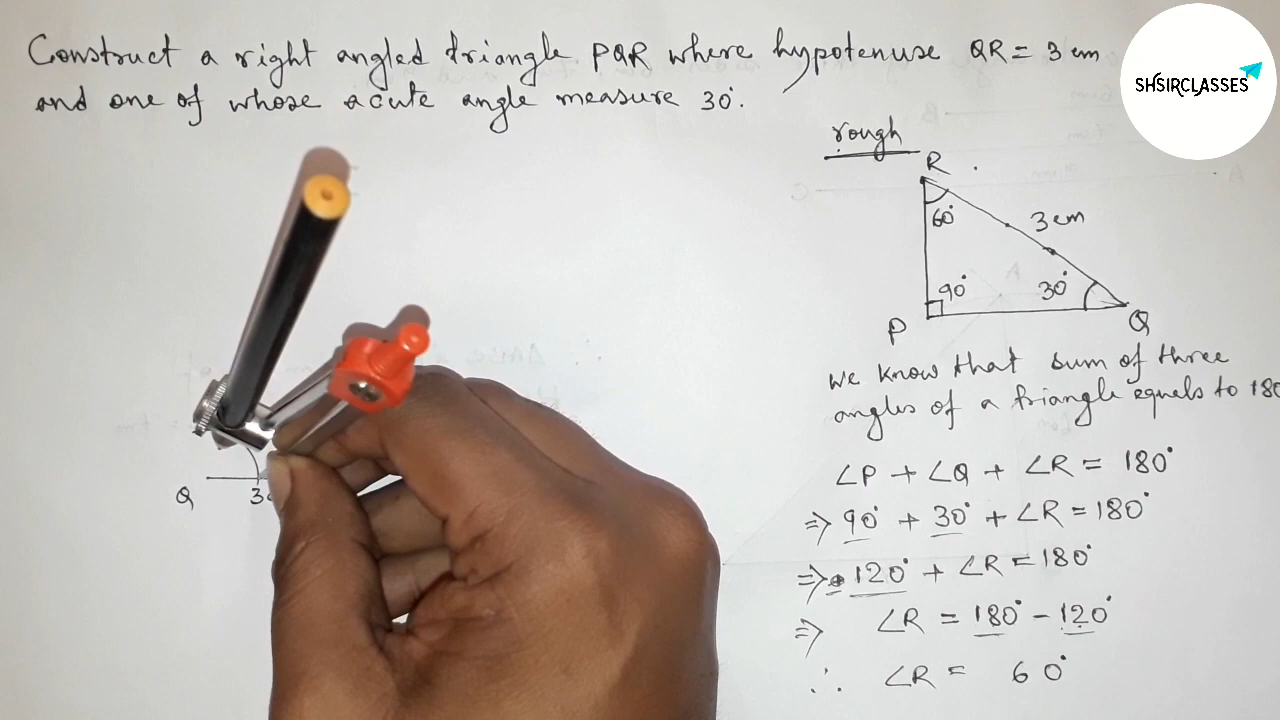 Construct a right angled triangle PQR where hypotenuse QR = 3 cm
and one of whose acute angle measure 30°.
SHSIRCLASSES
rough
R
60°
3 cm
90°
30°
P
Q
We know that sum of three
angles of a triangle equals to 180
∠P + ∠Q + ∠R = 180°
⇒ 90° + 30° + ∠R = 180°
⇒ 120° + ∠R = 180°
⇒ ∠R = 180° - 120°
∴ ∠R = 60°
Q
3